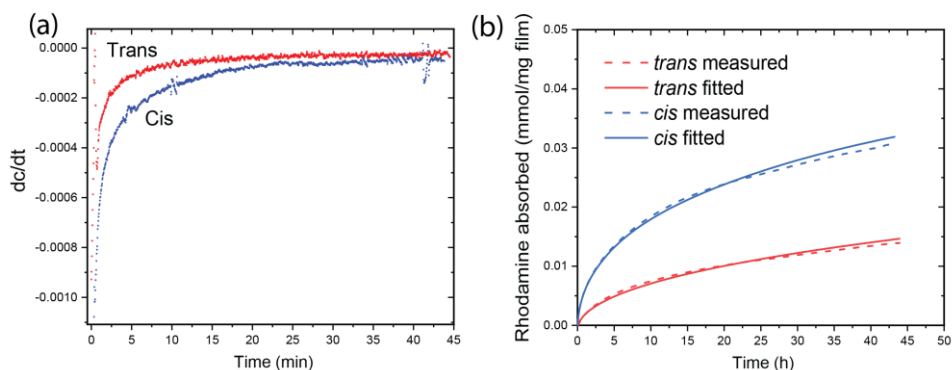 (a)
Trans
Cis
dc/dt
0.0000
-0.0002
-0.0004
-0.0006
-0.0008
-0.0010
0 5 10 15 20 25 30 35 40 45
Time (min)
(b)
trans measured
trans fitted
cis measured
cis fitted
Rhodamine absorbed (mmol/mg film)
0.05
0.04
0.03
0.02
0.01
0.00
0 5 10 15 20 25 30 35 40 45 50
Time (h)